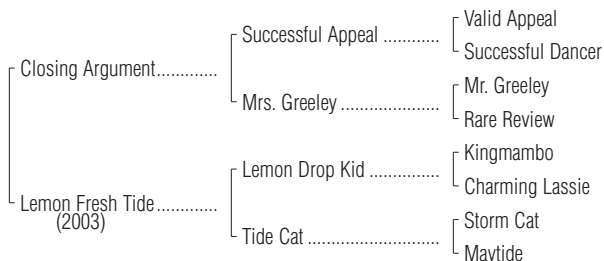 Valid Appeal
Successful Appeal ............
Successful Dancer
Closing Argument.............
Mr. Greeley
Mrs. Greeley ....................
Rare Review
Kingmambo
Lemon Drop Kid ..............
Charming Lassie
Lemon Fresh Tide .............
(2003)
Storm Cat
Tide Cat ..........................
Maytide